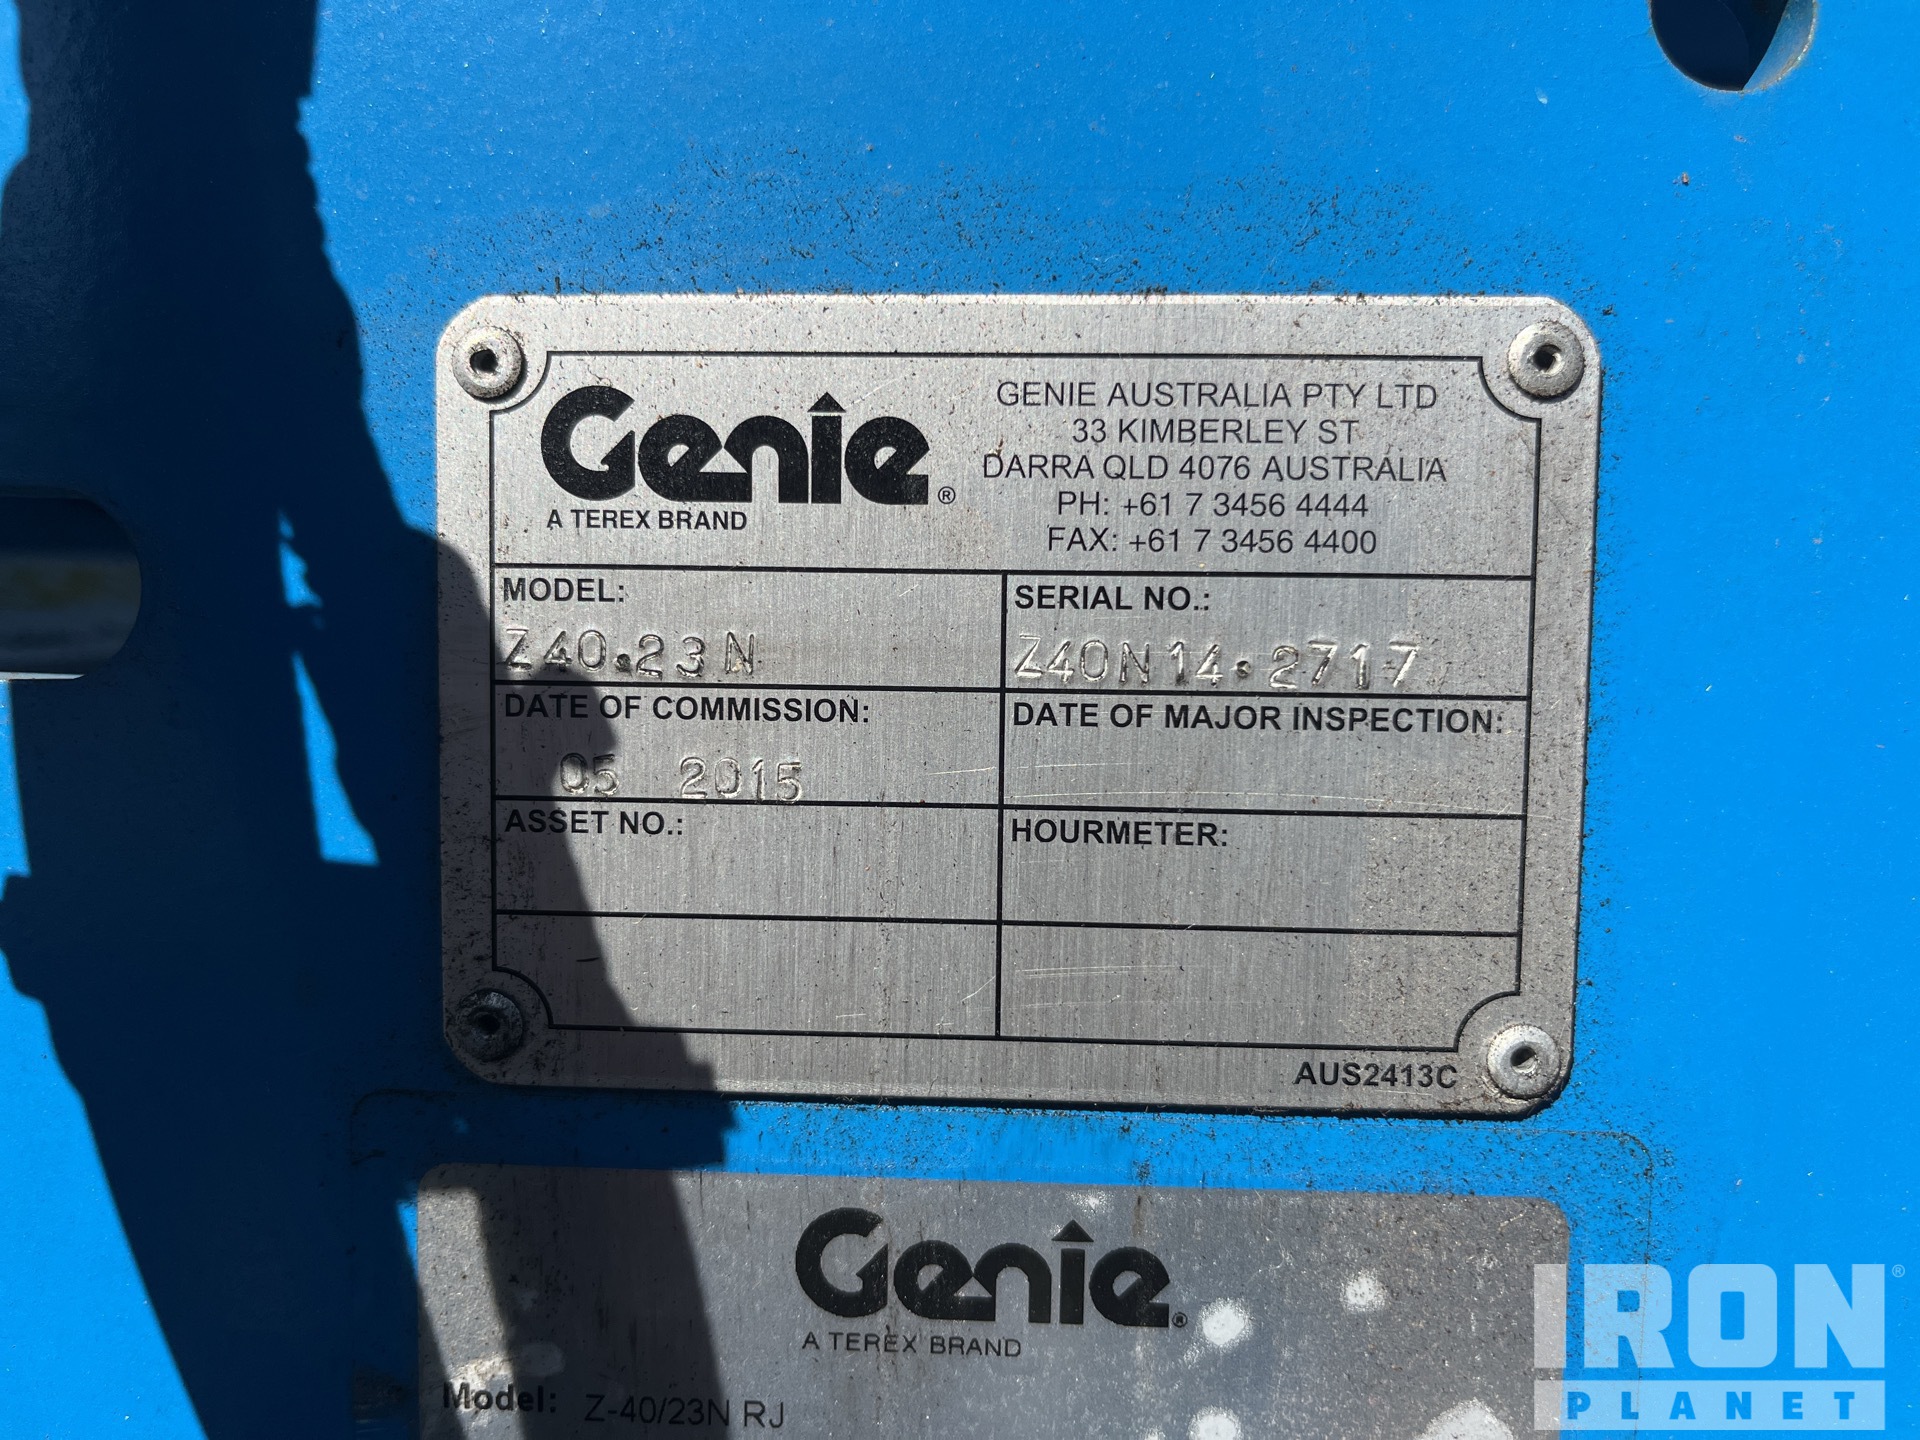 Genie®
A TEREX BRAND
GENIE AUSTRALIA PTY LTD
33 KIMBERLEY ST
DARRA QLD 4076 AUSTRALIA
PH: +61 7 3456 4444
FAX: +61 7 3456 4400
MODEL:
Z40.23N
SERIAL NO.:
Z40N14.2717
DATE OF COMMISSION:
05 2015
DATE OF MAJOR INSPECTION:
ASSET NO.:
HOURMETER:
AUS2413C
Genie®
A TEREX BRAND
Model: Z-40/23N RJ
IRON®
PLANET